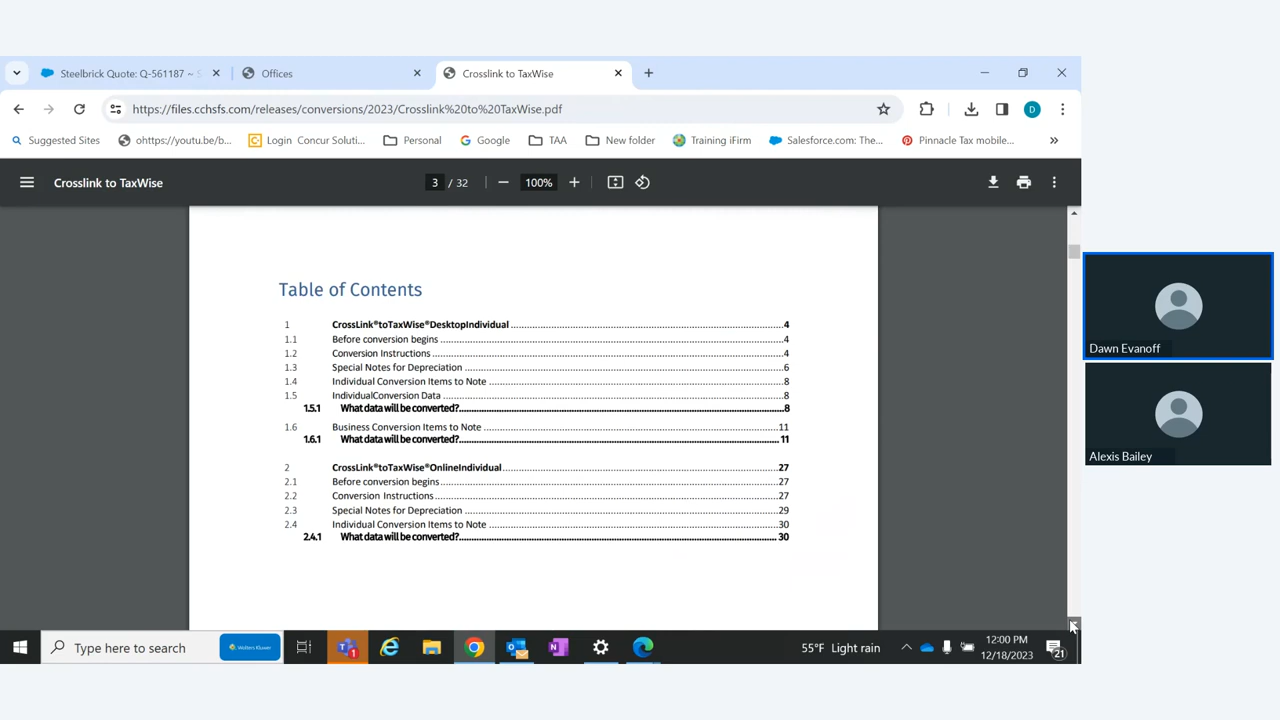 Steelbrick Quote: Q-561187 ~ S
Offices
Crosslink to TaxWise
https://files.cchsfs.com/releases/conversions/2023/Crosslink%20to%20TaxWise.pdf
D
Suggested Sites
ohttps://youtu.be/b...
Login Concur Soluti...
Personal
Google
TAA
New folder
Training iFirm
Salesforce.com: The...
Pinnacle Tax mobile...
Crosslink to TaxWise
3 / 32
100%
Table of Contents
1 CrossLink®toTaxWise®DesktopIndividual 4
1.1 Before conversion begins 4
1.2 Conversion Instructions 4
1.3 Special Notes for Depreciation 6
1.4 Individual Conversion Items to Note 8
1.5 IndividualConversion Data 8
1.5.1 What data will be converted? 8
1.6 Business Conversion Items to Note 11
1.6.1 What data will be converted? 11
2 CrossLink®toTaxWise®OnlineIndividual 27
2.1 Before conversion begins 27
2.2 Conversion Instructions 27
2.3 Special Notes for Depreciation 29
2.4 Individual Conversion Items to Note 30
2.4.1 What data will be converted? 30
Dawn Evanoff
Alexis Bailey
Type here to search
Wolters Kluwer
1
55°F Light rain
12:00 PM
12/18/2023
21